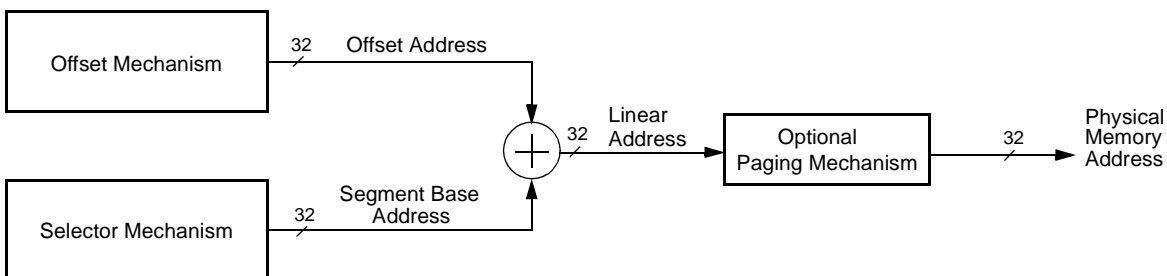 Offset Mechanism
32
Offset Address
Selector Mechanism
32
Segment Base
Address
32
Linear
Address
Optional
Paging Mechanism
32
Physical
Memory
Address